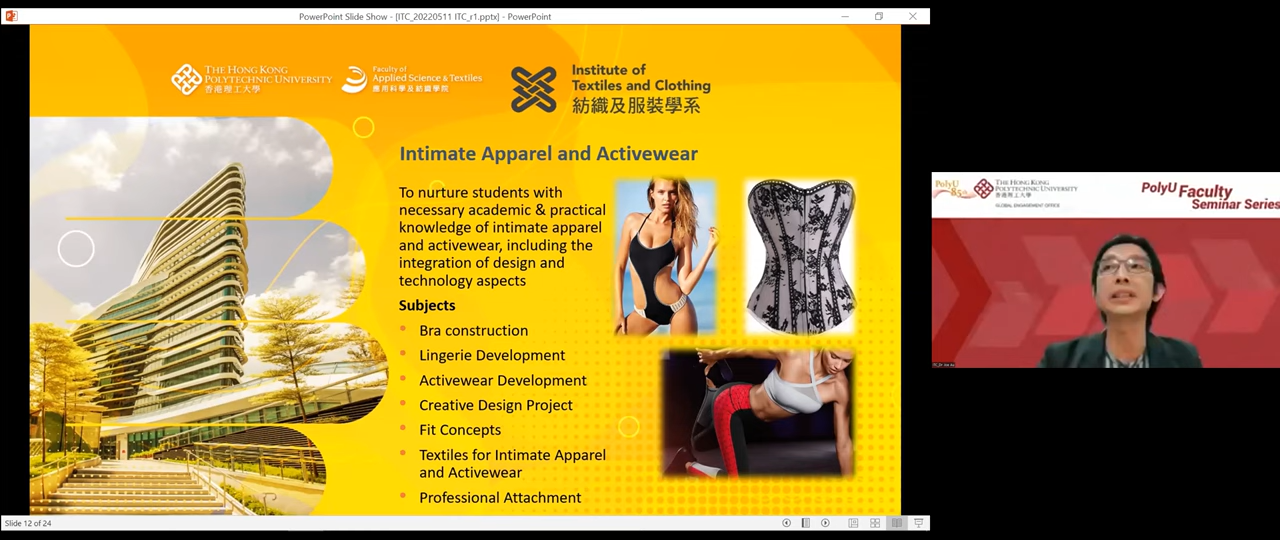 PowerPoint Slide Show - [ITC_20220511 ITC_r1.pptx] - PowerPoint
THE HONG KONG
POLYTECHNIC UNIVERSITY
香港理工大學
Faculty of
Applied Science & Textiles
應用科學及紡織學院
Institute of
Textiles and Clothing
紡織及服裝學系
Intimate Apparel and Activewear
To nurture students with
necessary academic & practical
knowledge of intimate apparel
and activewear, including the
integration of design and
technology aspects
Subjects
• Bra construction
• Lingerie Development
• Activewear Development
• Creative Design Project
• Fit Concepts
• Textiles for Intimate Apparel
and Activewear
• Professional Attachment
Slide 12 of 24
PolyU
85
THE HONG KONG
POLYTECHNIC UNIVERSITY
香港理工大學
GLOBAL ENGAGEMENT OFFICE
PolyU Faculty
Seminar Series